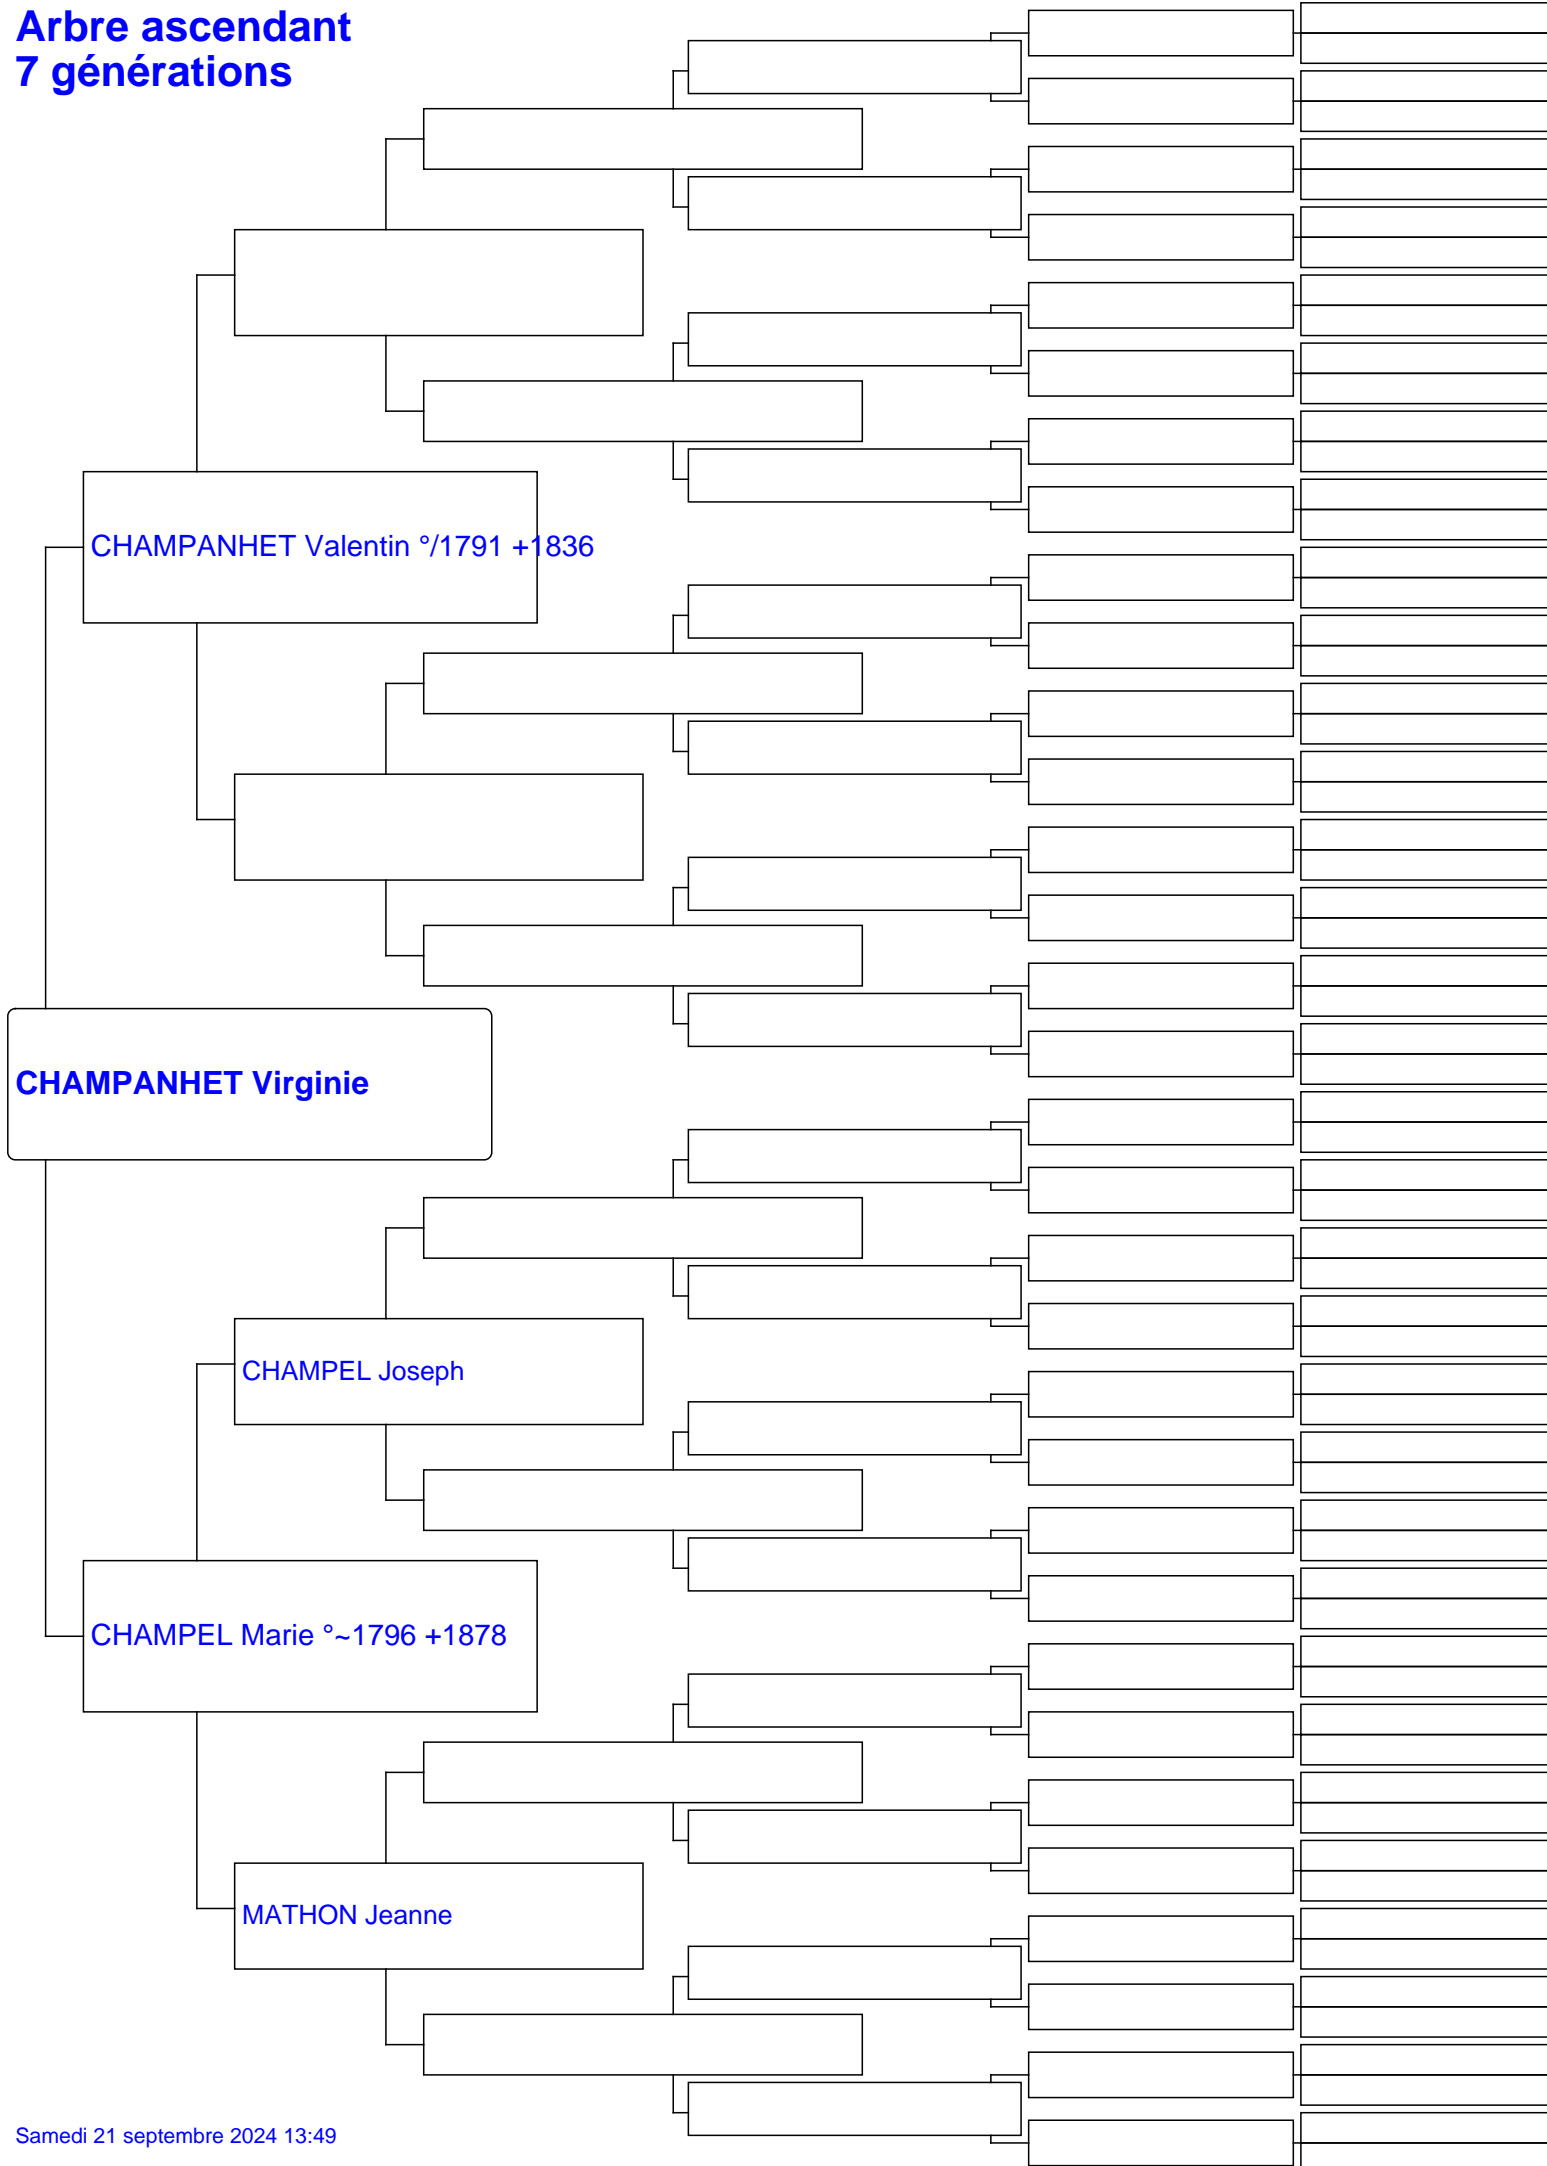 Arbre ascendant
7 générations
CHAMPANHET Valentin °/1791 +1836
CHAMPANHET Virginie
CHAMPEL Joseph
CHAMPEL Marie °~1796 +1878
MATHON Jeanne
Samedi 21 septembre 2024 13:49